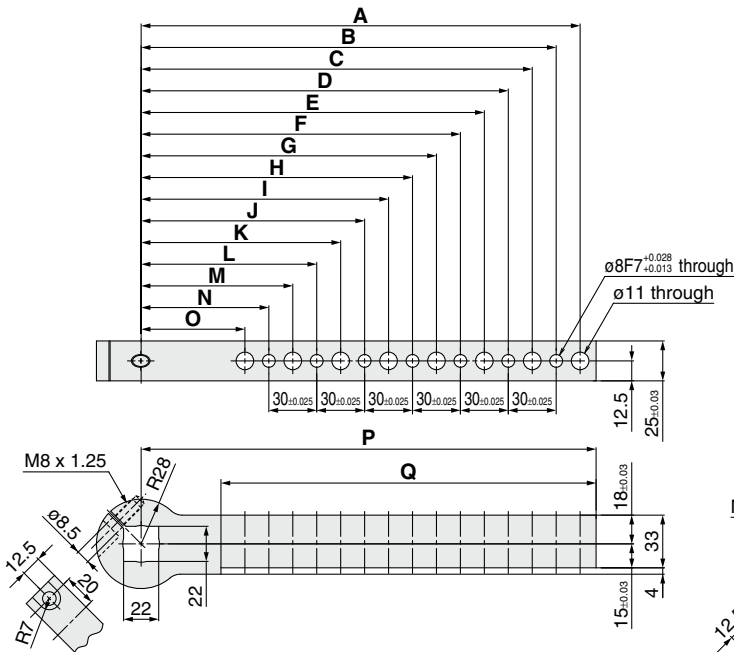 A
B
C
D
E
F
G
H
I
J
K
L
M
N
O
ø8F7 +0.028 +0.013 through
ø11 through
30±0.025 30±0.025 30±0.025 30±0.025 30±0.025 30±0.025
12.5
25±0.03
P
Q
M8 x 1.25
R28
ø8.5
12.5
20
R7
22
22
18±0.03
33
15±0.03
4